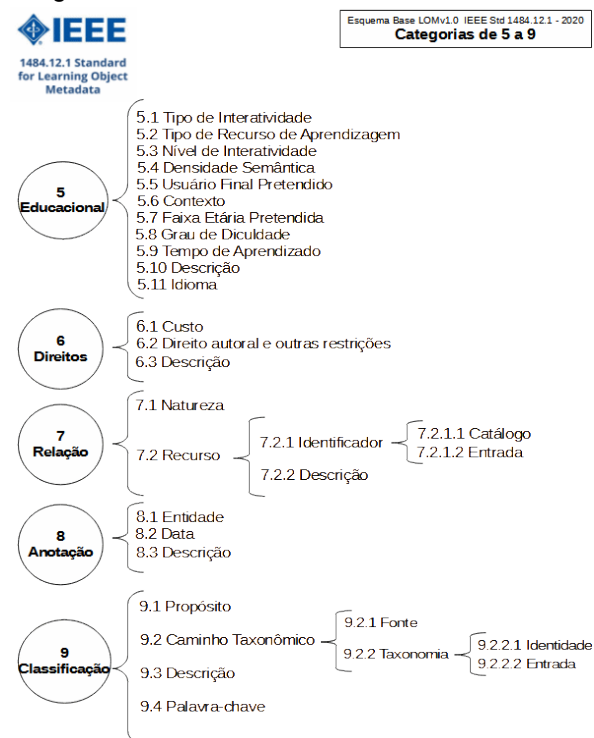 IEEE
1484.12.1 Standard
for Learning Object
Metadata
Esquema Base LOMv1.0 IEEE Std 1484.12.1 - 2020
Categorias de 5 a 9
5
Educacional
5.1 Tipo de Interatividade
5.2 Tipo de Recurso de Aprendizagem
5.3 Nível de Interatividade
5.4 Densidade Semântica
5.5 Usuário Final Pretendido
5.6 Contexto
5.7 Faixa Etária Pretendida
5.8 Grau de Diculdade
5.9 Tempo de Aprendizado
5.10 Descrição
5.11 Idioma
6
Direitos
6.1 Custo
6.2 Direito autoral e outras restrições
6.3 Descrição
7
Relação
7.1 Natureza
7.2 Recurso
7.2.1 Identificador
7.2.1.1 Catálogo
7.2.1.2 Entrada
7.2.2 Descrição
8
Anotação
8.1 Entidade
8.2 Data
8.3 Descrição
9
Classificação
9.1 Propósito
9.2 Caminho Taxonômico
9.2.1 Fonte
9.2.2 Taxonomia
9.2.2.1 Identidade
9.2.2.2 Entrada
9.3 Descrição
9.4 Palavra-chave